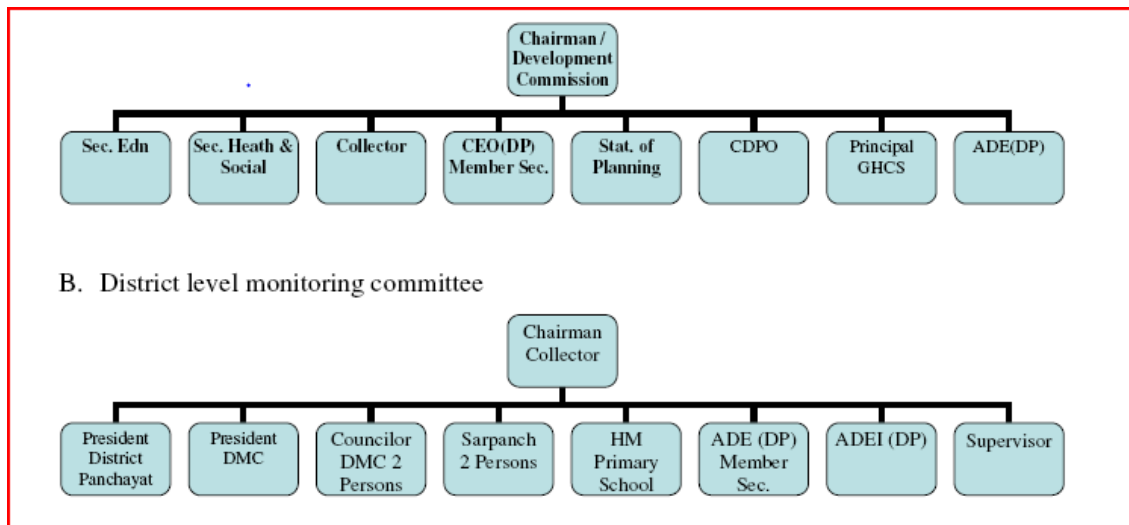 Chairman /
Development
Commission
Sec. Edn
Sec. Heath &
Social
Collector
CEO(DP)
Member Sec.
Stat. of
Planning
CDPO
Principal
GHCS
ADE(DP)
B. District level monitoring committee
Chairman
Collector
President
District
Panchayat
President
DMC
Councilor
DMC 2
Persons
Sarpanch
2 Persons
HM
Primary
School
ADE (DP)
Member
Sec.
ADEI (DP)
Supervisor